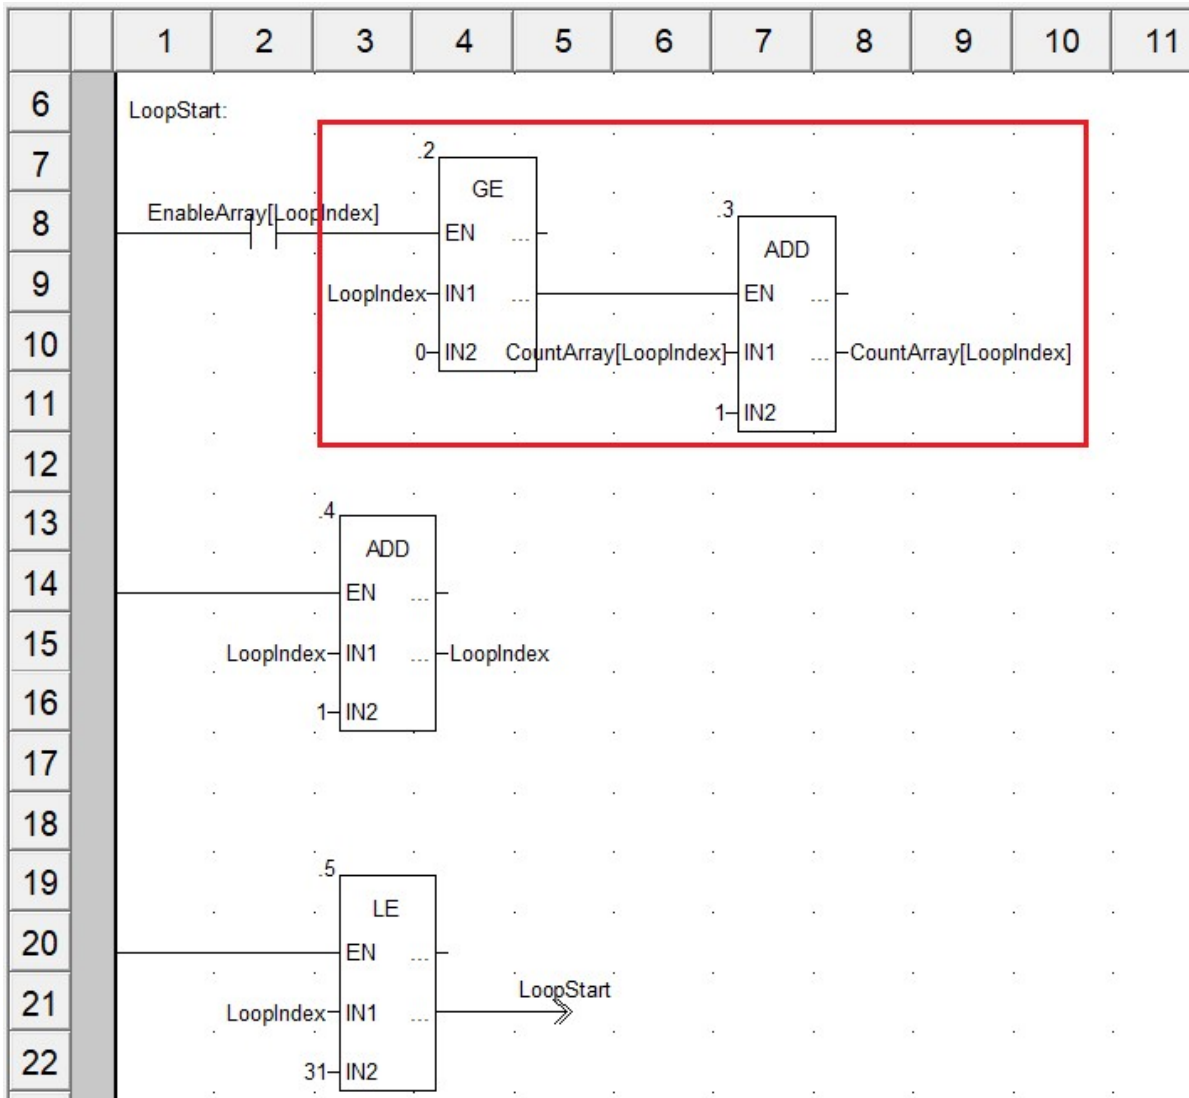 1 2 3 4 5 6 7 8 9 10 11
6 LoopStart:
7 .2
GE
8 EnableArray[LoopIndex] .3
EN ... ADD
9 LoopIndex IN1 ... EN ...
10 0 IN2 CountArray[LoopIndex] IN1 ... CountArray[LoopIndex]
11 1 IN2
12
13 .4
ADD
14 EN ...
15 LoopIndex IN1 ... LoopIndex
16 1 IN2
17
18
19 .5
LE
20 EN ...
LoopStart
21 LoopIndex IN1 ...
22 31 IN2